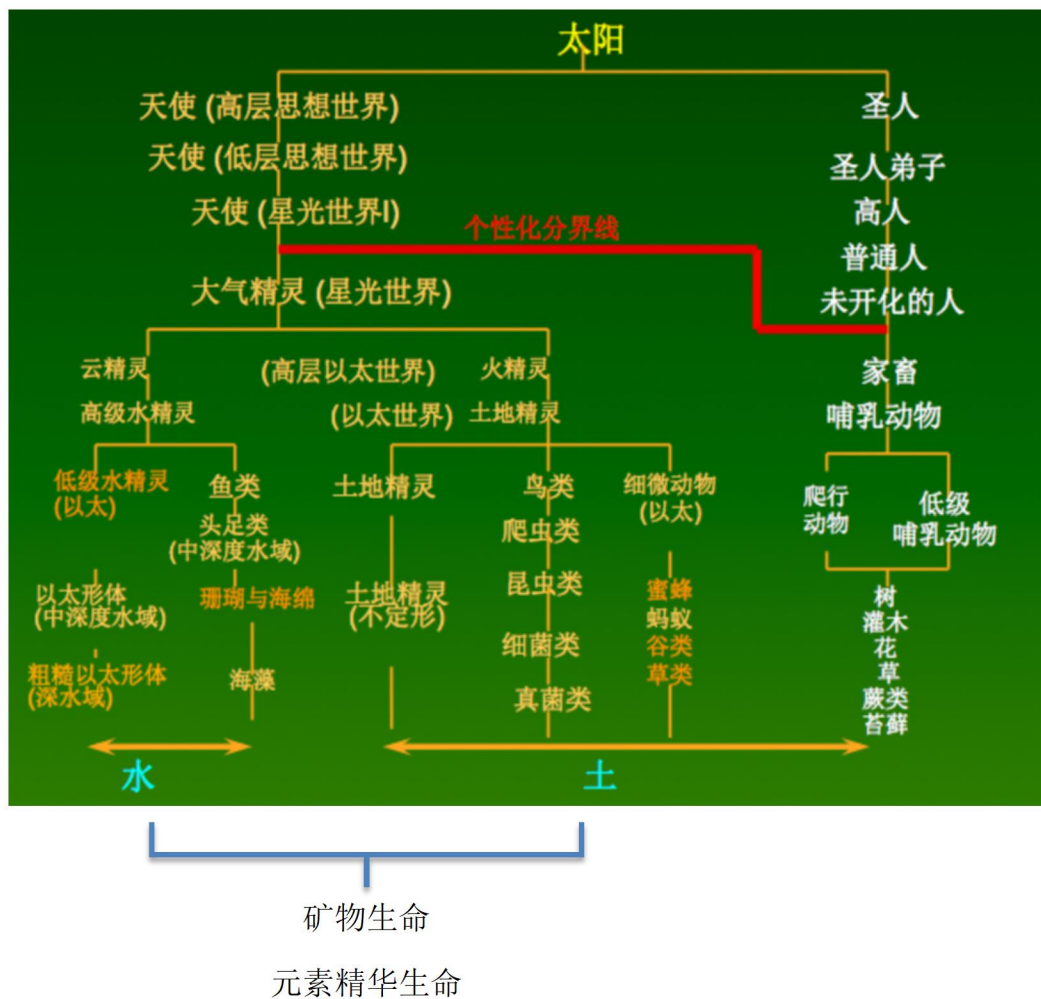 太阳
天使 (高层思想世界)
圣人
天使 (低层思想世界)
圣人弟子
天使 (星光世界I)
高人
个性化分界线
普通人
大气精灵 (星光世界)
未开化的人
云精灵
(高层以太世界)
火精灵
家畜
高级水精灵
(以太世界)
土地精灵
哺乳动物
低级水精灵
(以太)
鱼类
土地精灵
鸟类
细微动物
(以太)
爬行
动物
低级
哺乳动物
头足类
(中深度水域)
爬虫类
以太形体
(中深度水域)
珊瑚与海绵
土地精灵
(不定形)
昆虫类
蜜蜂
蚂蚁
谷类
草类
树
灌木
花
草
蕨类
苔藓
细菌类
粗糙以太形体
(深水域)
海藻
真菌类
水
土
矿物生命
元素精华生命